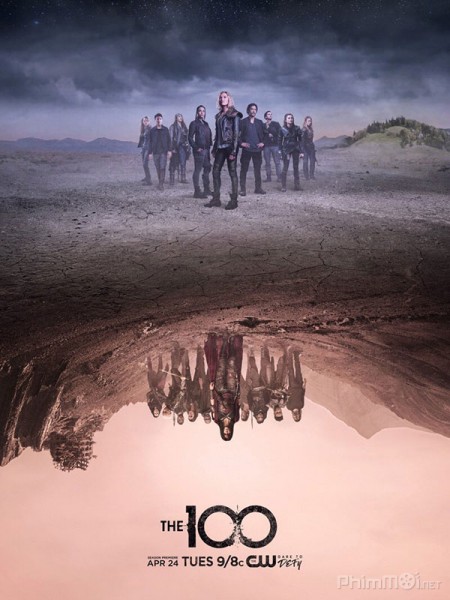 THE 100
SEASON PREMIERE
APR 24 TUES 9/8c CW DARE TO DEFY
PhimMoi.net